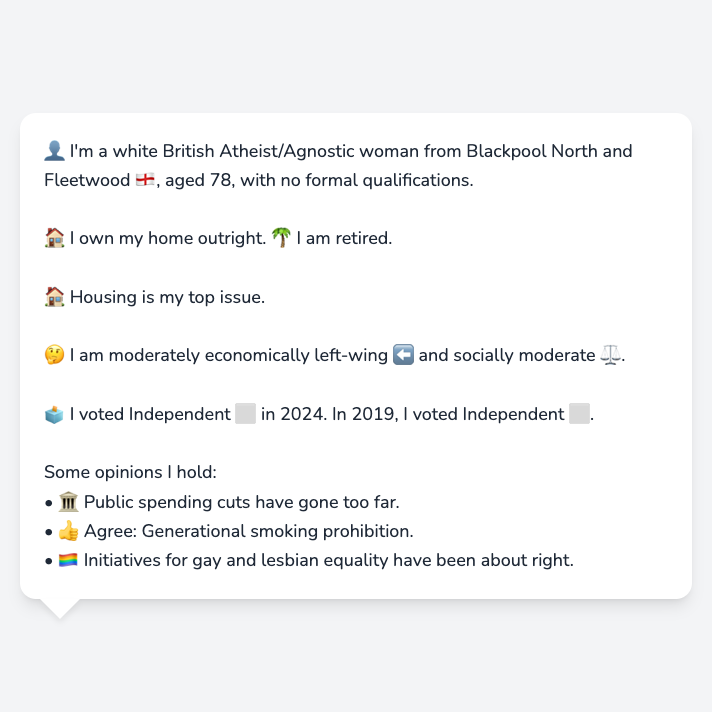 👤 I'm a white British Atheist/Agnostic woman from Blackpool North and
Fleetwood 🏴󠁧󠁢󠁥󠁮󠁧󠁿, aged 78, with no formal qualifications.
🏠 I own my home outright. 🌴 I am retired.
🏠 Housing is my top issue.
🤔 I am moderately economically left-wing ⬅️ and socially moderate ⚖️.
🗳️ I voted Independent ⬜ in 2024. In 2019, I voted Independent ⬜.
Some opinions I hold:
• 🏛️ Public spending cuts have gone too far.
• 👍 Agree: Generational smoking prohibition.
• 🏳️‍🌈 Initiatives for gay and lesbian equality have been about right.